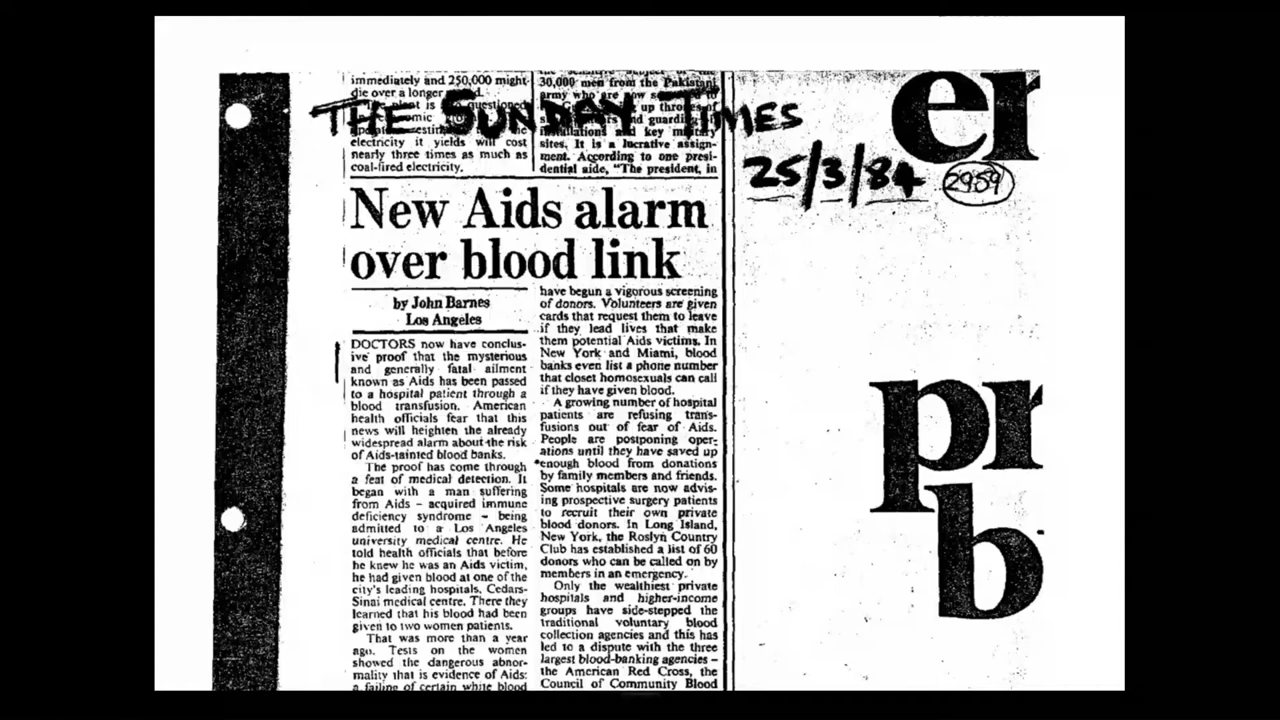 immediately and 250,000 might
die over a longer
THE SUNDAY TIMES
25/3/84
2959
electricity it yields will cost
nearly three times as much as
coal-fired electricity.
30,000 men from the Pakistani
army who are now
up
and guarding
installations and key military
sites. It is a lucrative assign-
ment. According to one presi-
dential aide, "The president, in
er
New Aids alarm
over blood link
by John Barnes
Los Angeles
DOCTORS now have conclus-
ive proof that the mysterious
and generally fatal ailment
known as Aids has been passed
to a hospital patient through a
blood transfusion. American
health officials fear that this
news will heighten the already
widespread alarm about the risk
of Aids-tainted blood banks.
The proof has come through
a feat of medical detection. It
began with a man suffering
from Aids – acquired immune
deficiency syndrome – being
admitted to a Los Angeles
university medical centre. He
told health officials that before
he knew he was an Aids victim,
he had given blood at one of the
city's leading hospitals, Cedars-
Sinai medical centre. There they
learned that his blood had been
given to two women patients.
That was more than a year
ago. Tests on the women
showed the dangerous abnor-
mality that is evidence of Aids:
a failing of certain white blood
have begun a vigorous screening
of donors. Volunteers are given
cards that request them to leave
if they lead lives that make
them potential Aids victims. In
New York and Miami, blood
banks even list a phone number
that closet homosexuals can call
if they have given blood.
A growing number of hospital
patients are refusing trans-
fusions out of fear of Aids.
People are postponing oper-
ations until they have saved up
enough blood from donations
by family members and friends.
Some hospitals are now advis-
ing prospective surgery patients
to recruit their own private
blood donors. In Long Island,
New York, the Roslyn Country
Club has established a list of 60
donors who can be called on by
members in an emergency.
Only the wealthiest private
hospitals and higher-income
groups have side-stepped the
traditional voluntary blood
collection agencies and this has
led to a dispute with the three
largest blood-banking agencies –
the American Red Cross, the
Council of Community Blood
pr
b